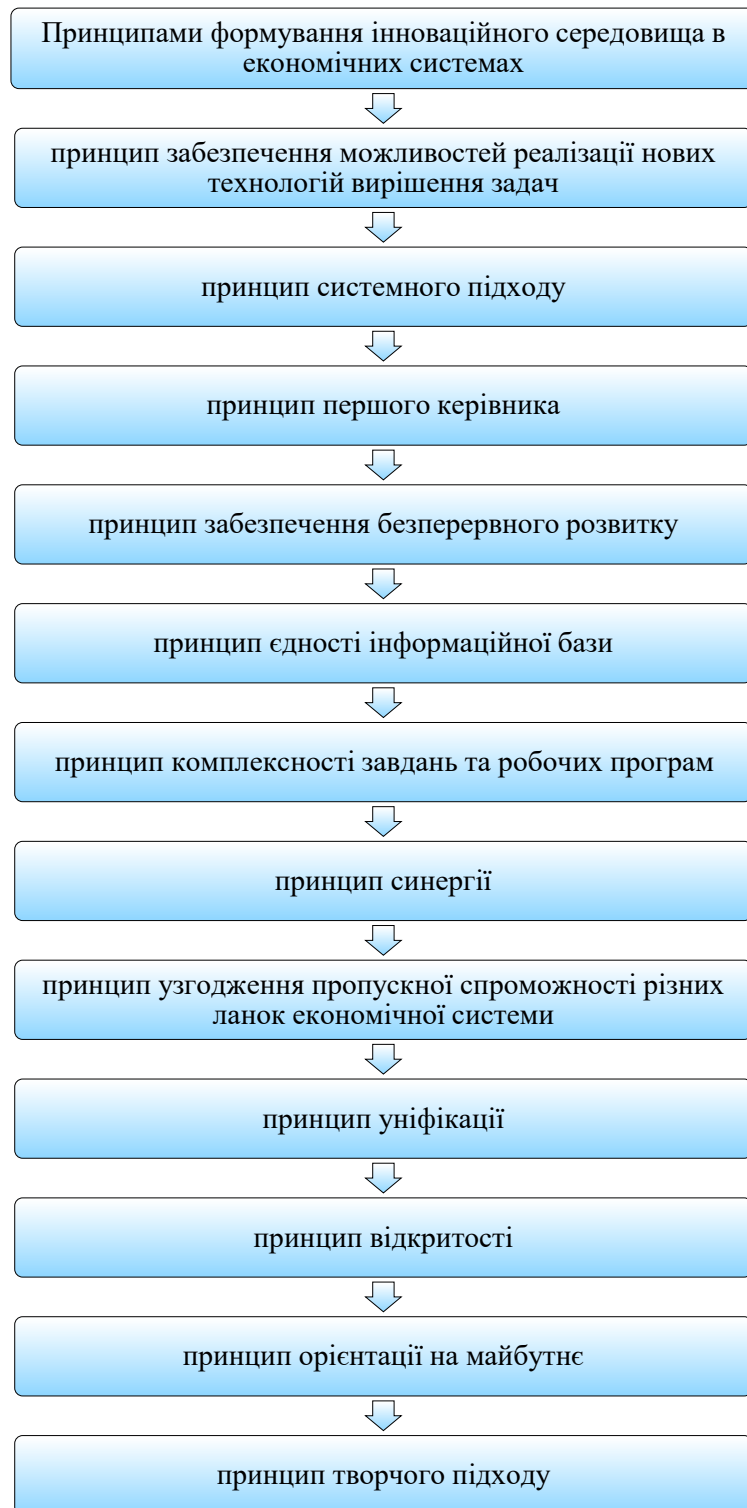 Принципами формування інноваційного середовища в
економічних системах
принцип забезпечення можливостей реалізації нових
технологій вирішення задач
принцип системного підходу
принцип першого керівника
принцип забезпечення безперервного розвитку
принцип єдності інформаційної бази
принцип комплексності завдань та робочих програм
принцип синергії
принцип узгодження пропускної спроможності різних
ланок економічної системи
принцип уніфікації
принцип відкритості
принцип орієнтації на майбутнє
принцип творчого підходу